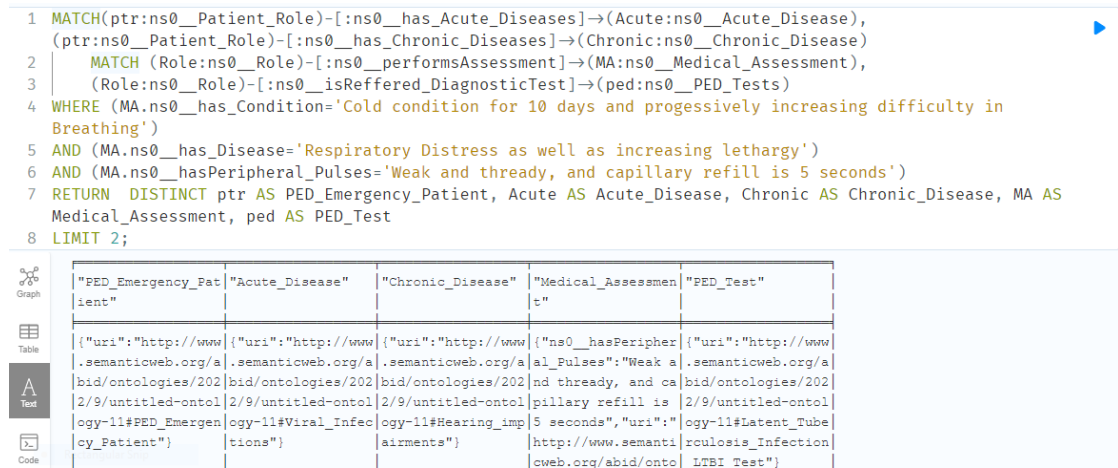 1 MATCH(ptr:ns0__Patient_Role)-[:ns0__has_Acute_Diseases]→(Acute:ns0__Acute_Disease),
(ptr:ns0__Patient_Role)-[:ns0__has_Chronic_Diseases]→(Chronic:ns0__Chronic_Disease)
2 MATCH (Role:ns0__Role)-[:ns0__performsAssessment]→(MA:ns0__Medical_Assessment),
3 (Role:ns0__Role)-[:ns0__isReffered_DiagnosticTest]→(ped:ns0__PED_Tests)
4 WHERE (MA.ns0__has_Condition='Cold condition for 10 days and progessively increasing difficulty in
Breathing')
5 AND (MA.ns0__has_Disease='Respiratory Distress as well as increasing lethargy')
6 AND (MA.ns0__hasPeripheral_Pulses='Weak and thready, and capillary refill is 5 seconds')
7 RETURN DISTINCT ptr AS PED_Emergency_Patient, Acute AS Acute_Disease, Chronic AS Chronic_Disease, MA AS
Medical_Assessment, ped AS PED_Test
8 LIMIT 2;
Graph
Table
Text
Code
"PED_Emergency_Pat|"Acute_Disease" |"Chronic_Disease" |"Medical_Assessmen|"PED_Test"
ient" | | |t" |
{"uri":"http://www|{"uri":"http://www|{"uri":"http://www|{"ns0__hasPeripher|{"uri":"http://www
.semanticweb.org/a|.semanticweb.org/a|.semanticweb.org/a|al_Pulses":"Weak a|.semanticweb.org/a
bid/ontologies/202|bid/ontologies/202|bid/ontologies/202|nd thready, and ca|bid/ontologies/202
2/9/untitled-ontol|2/9/untitled-ontol|2/9/untitled-ontol|pillary refill is |2/9/untitled-ontol
ogy-11#PED_Emergen|ogy-11#Viral_Infec|ogy-11#Hearing_imp|5 seconds","uri":"|ogy-11#Latent_Tube
cy_Patient"} |tions"} |airments"} |http://www.semanti|rculosis_Infection
| | |cweb.org/abid/onto|_LTBI_Test"}